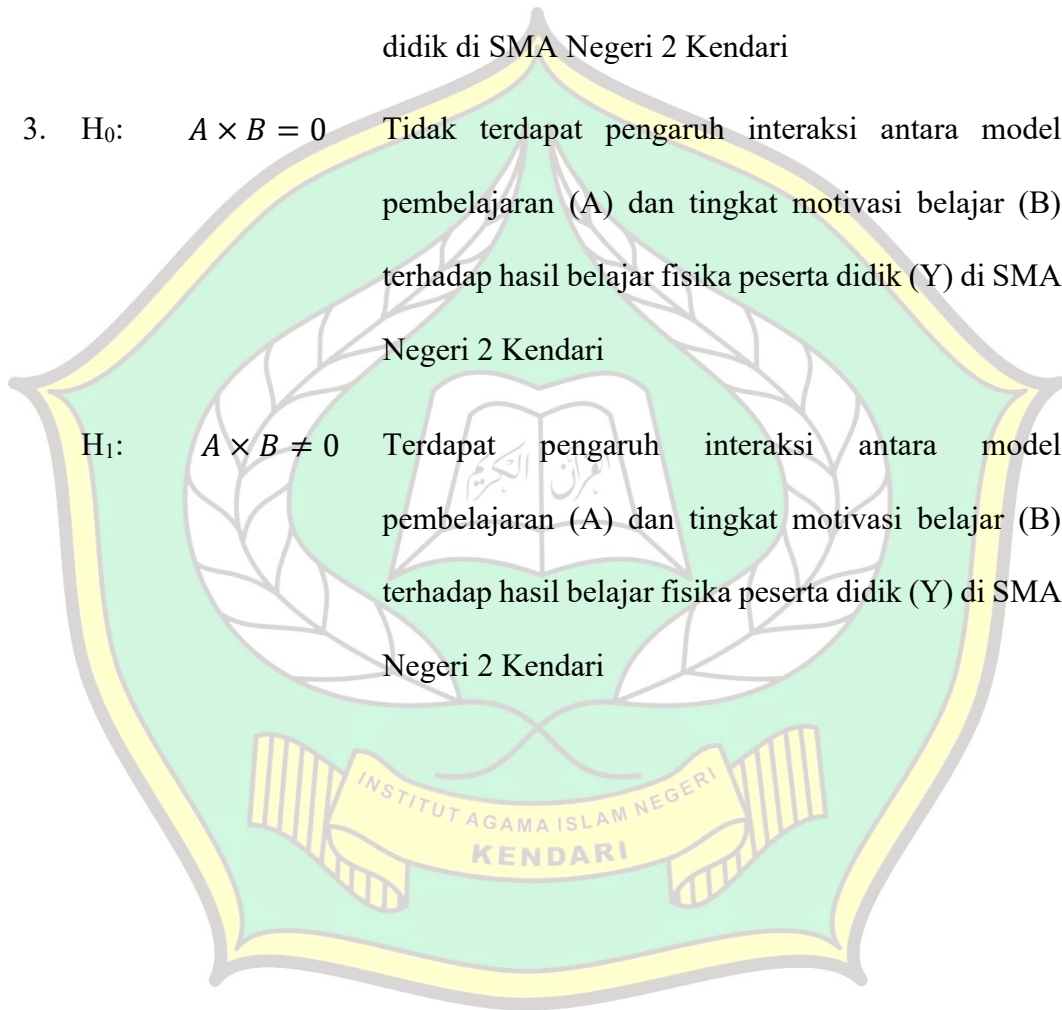 didik di SMA Negeri 2 Kendari
3. H₀: 𝐴 × 𝐵 = 0 Tidak terdapat pengaruh interaksi antara model
pembelajaran (A) dan tingkat motivasi belajar (B)
terhadap hasil belajar fisika peserta didik (Y) di SMA
Negeri 2 Kendari
H₁: 𝐴 × 𝐵 ≠ 0 Terdapat pengaruh interaksi antara model
pembelajaran (A) dan tingkat motivasi belajar (B)
terhadap hasil belajar fisika peserta didik (Y) di SMA
Negeri 2 Kendari
القرآن الكريم
INSTITUT AGAMA ISLAM NEGERI
KENDARI